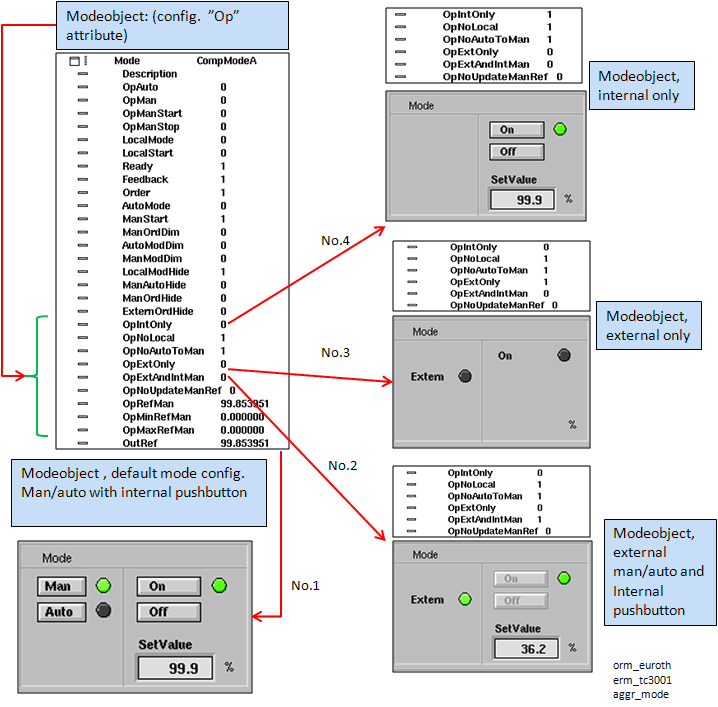 Modeobject: (config. ”Op”
attribute)
Mode CompModeA
Description
OpAuto 0
OpMan 0
OpManStart 0
OpManStop 0
LocalMode 0
LocalStart 0
Ready 1
Feedback 1
Order 1
AutoMode 0
ManStart 1
ManOrdDim 0
AutoModDim 0
ManModDim 0
LocalModHide 1
ManAutoHide 0
ManOrdHide 0
ExternOrdHide 0
OpIntOnly 0
OpNoLocal 1
OpNoAutoToMan 1
OpExtOnly 0
OpExtAndIntMan 0
OpNoUpdateManRef 0
OpRefMan 99.853951
OpMinRefMan 0.000000
OpMaxRefMan 0.000000
OutRef 99.853951
Modeobject , default mode config.
Man/auto with internal pushbutton
Mode
Man On
Auto Off
SetValue
99.9 %
No.1
No.2
No.3
No.4
OpIntOnly 1
OpNoLocal 1
OpNoAutoToMan 1
OpExtOnly 0
OpExtAndIntMan 0
OpNoUpdateManRef 0
Modeobject,
internal only
Mode
On
Off
SetValue
99.9 %
OpIntOnly 0
OpNoLocal 1
OpNoAutoToMan 1
OpExtOnly 1
OpExtAndIntMan 0
OpNoUpdateManRef 0
Modeobject,
external only
Mode
On
Extern
%
OpIntOnly 0
OpNoLocal 1
OpNoAutoToMan 1
OpExtOnly 0
OpExtAndIntMan 1
OpNoUpdateManRef 0
Modeobject,
external
man/auto and
Internal
pushbutton
Mode
On
Extern
Off
SetValue
36.2 %
orm_euroth
erm_tc3001
aggr_mode